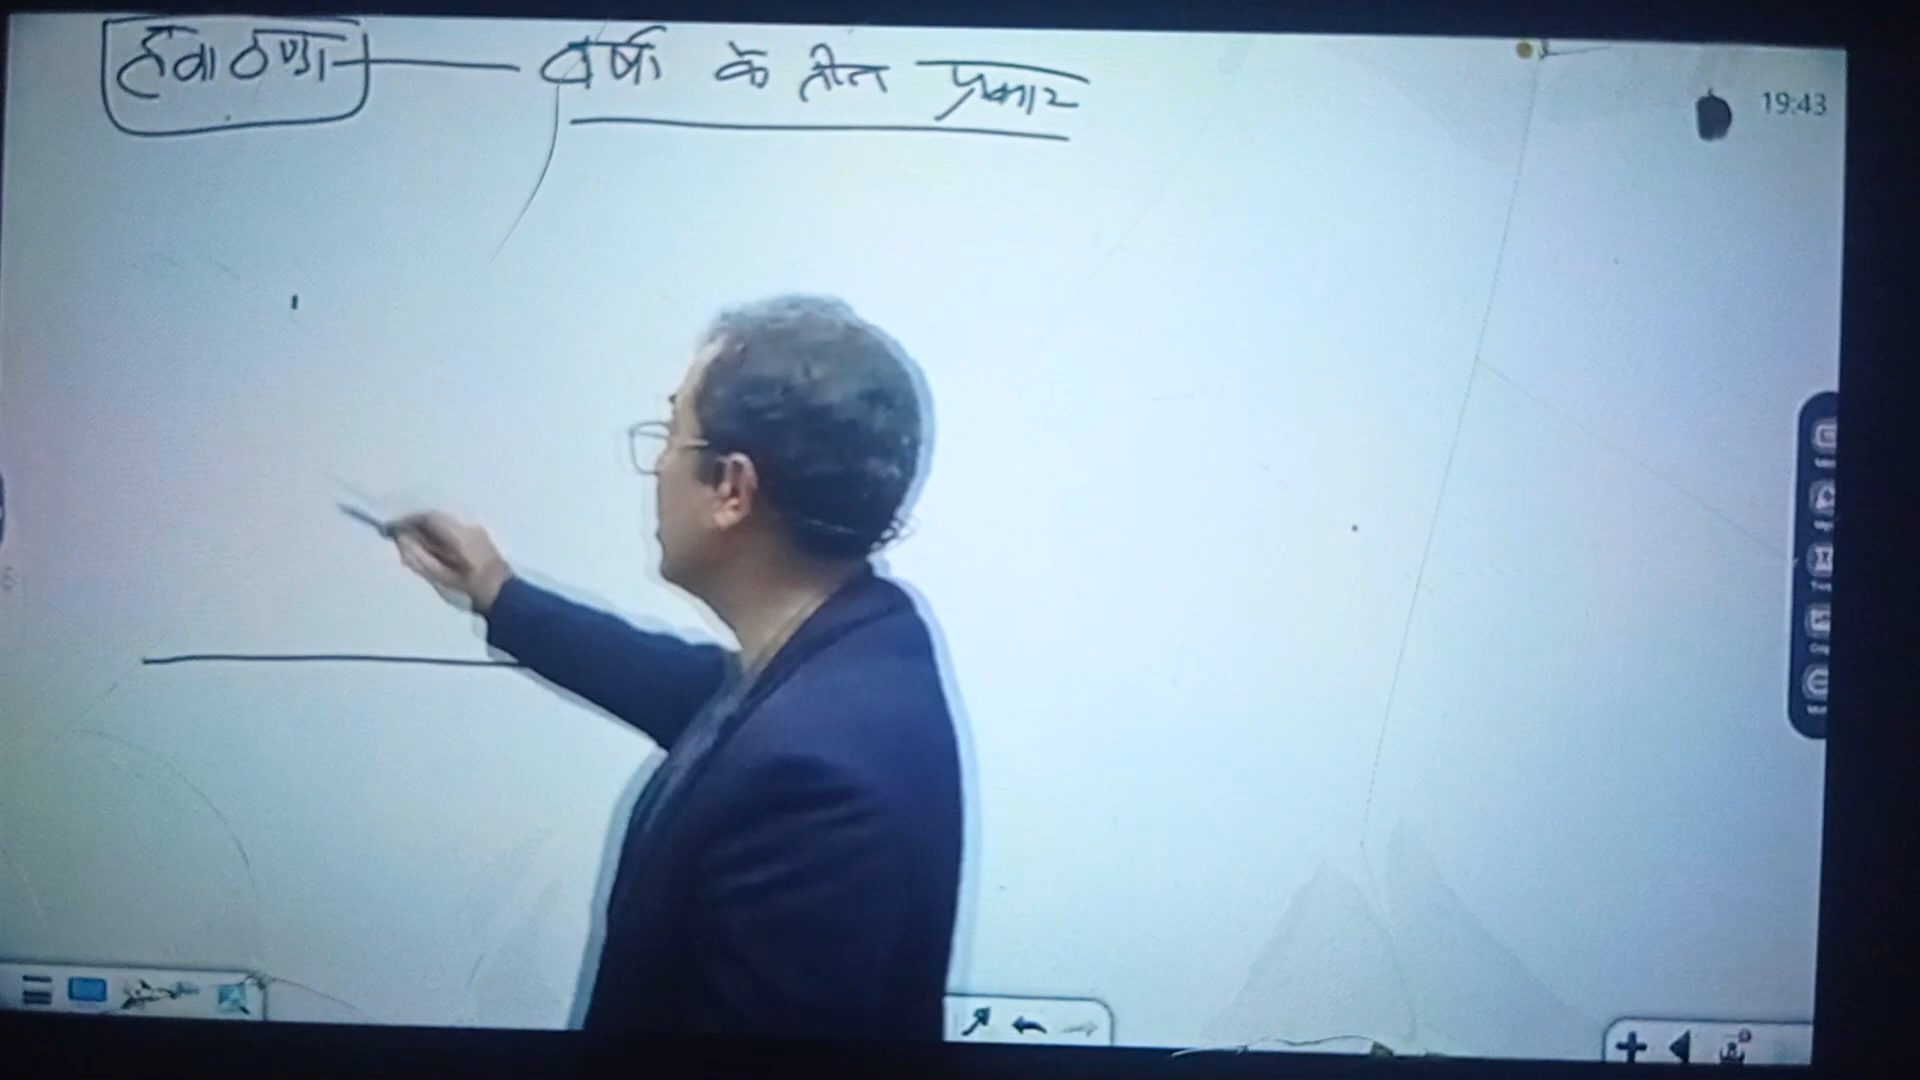 हवा ठण्डा — वर्षा के तीन प्रकार
19:43